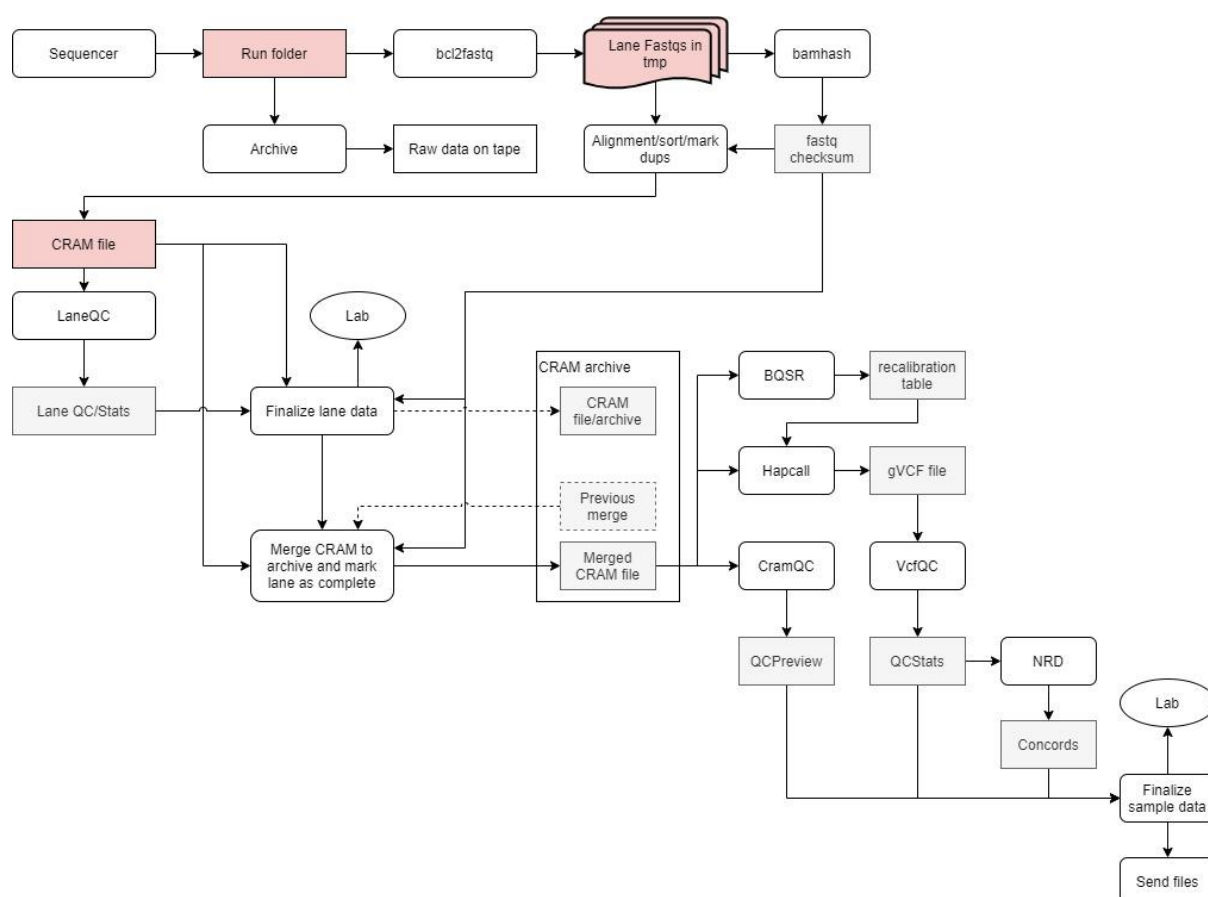 Sequencer
Run folder
bcl2fastq
Lane Fastqs in
tmp
bamhash
Archive
Raw data on tape
Alignment/sort/mark
dups
fastq
checksum
CRAM file
LaneQC
Lab
Lane QC/Stats
Finalize lane data
CRAM archive
CRAM
file/archive
BQSR
recalibration
table
Hapcall
gVCF file
Previous
merge
Merge CRAM to
archive and mark
lane as complete
Merged
CRAM file
CramQC
VcfQC
QCPreview
QCStats
NRD
Lab
Concords
Finalize
sample data
Send files